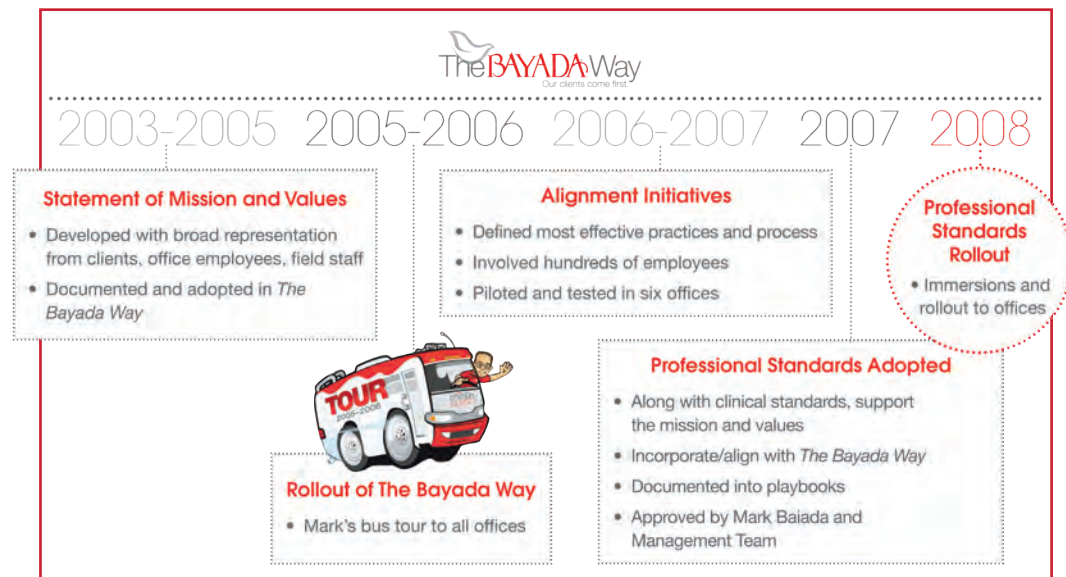 The BAYADA Way
Our clients come first.
2003-2005
2005-2006
2006-2007
2007
2008
Statement of Mission and Values
• Developed with broad representation
from clients, office employees, field staff
• Documented and adopted in The
Bayada Way
TOUR
2005-2006
Rollout of The Bayada Way
• Mark's bus tour to all offices
Alignment Initiatives
• Defined most effective practices and process
• Involved hundreds of employees
• Piloted and tested in six offices
Professional Standards Adopted
• Along with clinical standards, support
the mission and values
• Incorporate/align with The Bayada Way
• Documented into playbooks
• Approved by Mark Baiada and
Management Team
Professional
Standards
Rollout
• Immersions and
rollout to offices